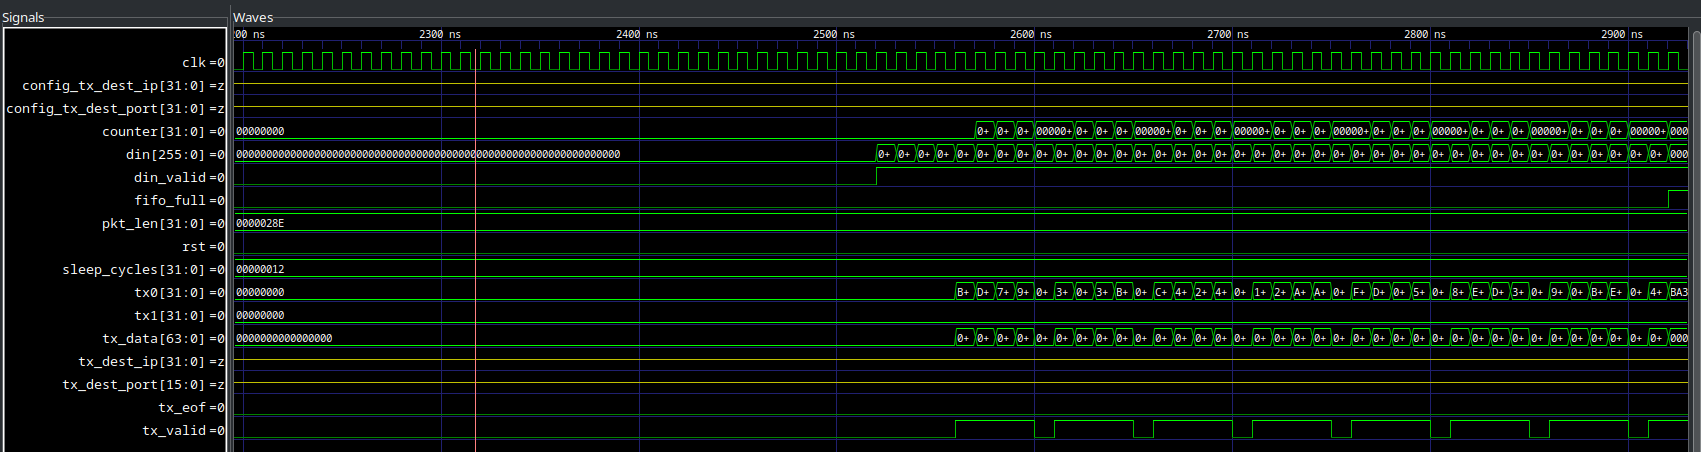 Signals
Waves
00 ns 2300 ns 2400 ns 2500 ns 2600 ns 2700 ns 2800 ns 2900 ns
clk =0
config_tx_dest_ip[31:0] =z
config_tx_dest_port[15:0] =z
counter[31:0] =0 00000000 0+ 0+ 0+ 00000+ 0+ 0+ 0+ 00000+ 0+ 0+ 0+ 00000+ 0+ 0+ 0+ 00000+ 0+ 0+ 0+ 00000+ 0+ 0+ 0+ 00000+ 0+ 0+ 0+ 00000+ 000
din[255:0] =0 0000000000000000000000000000000000000000000000000000000000000000 0+ 0+ 0+ 0+ 0+ 0+ 0+ 0+ 0+ 0+ 0+ 0+ 0+ 0+ 0+ 0+ 0+ 0+ 0+ 0+ 0+ 0+ 0+ 0+ 0+ 0+ 0+ 0+ 0+ 0+ 0+ 0+ 0+ 0+ 0+ 0+ 0+ 0+ 0+ 0+ 000
din_valid =0
fifo_full =0
pkt_len[31:0] =0 0000028E
rst =0
sleep_cycles[31:0] =0 00000012
tx0[31:0] =0 00000000 B+ D+ 7+ 9+ 0+ 3+ 0+ 3+ B+ 0+ C+ 4+ 2+ 4+ 0+ 1+ 2+ A+ A+ 0+ F+ D+ 0+ 5+ 0+ 8+ E+ D+ 3+ 0+ 9+ 0+ B+ E+ 0+ 4+ BA3
tx1[31:0] =0 00000000
tx_data[63:0] =0 0000000000000000 0+ 0+ 0+ 0+ 0+ 0+ 0+ 0+ 0+ 0+ 0+ 0+ 0+ 0+ 0+ 0+ 0+ 0+ 0+ 0+ 0+ 0+ 0+ 0+ 0+ 0+ 0+ 0+ 0+ 0+ 0+ 0+ 0+ 0+ 0+ 0+ 000
tx_dest_ip[31:0] =z
tx_dest_port[15:0] =z
tx_eof =0
tx_valid =0